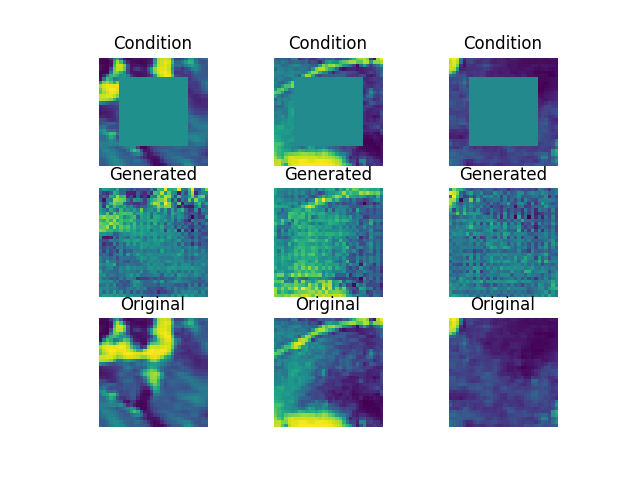 Condition Condition Condition
Generated Generated Generated
Original Original Original